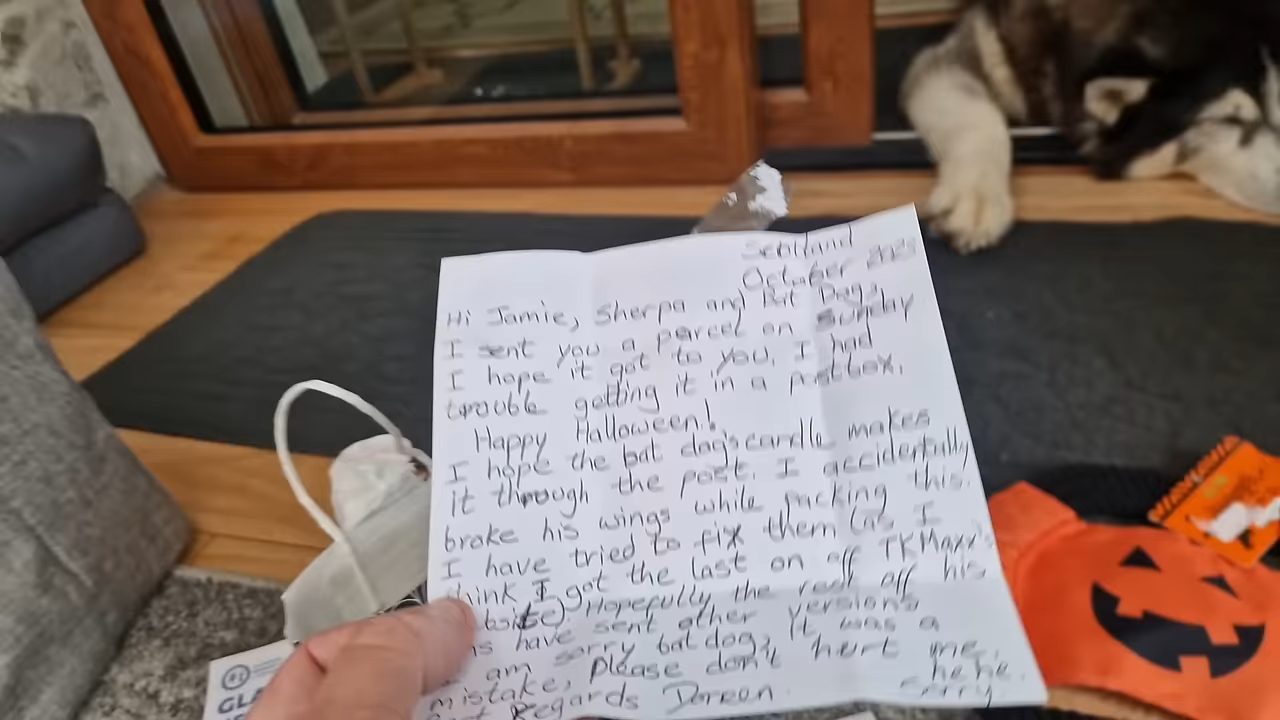 Scotland
October
Hi Jamie, Sherpa and Bat Dog,
I sent you a parcel on Sunday
I hope it got to you. I had
trouble getting it in a postbox.
Happy Halloween!
I hope the bat dog's candle makes
it through the post. I accidentally
broke his wings while packing this.
I have tried to fix them (as I
think I got the last on off TKMaxx's
Hopefully the rest off his
have sent other versions
am sorry bat dog, It was a
mistake, Please don't hurt me,
hehe.
Regards Doreen.
GLA